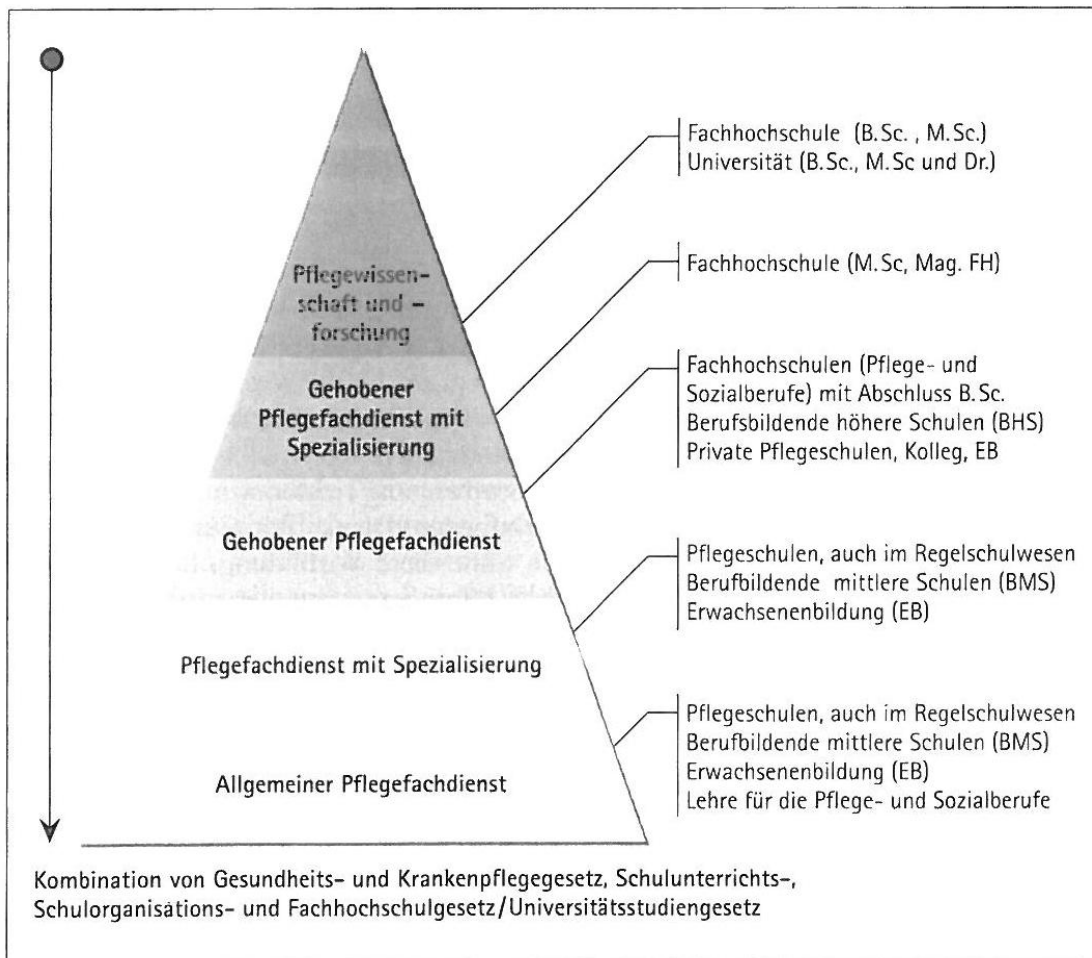 Fachhochschule (B.Sc., M.Sc.)
Universität (B.Sc., M.Sc und Dr.)
Fachhochschule (M.Sc, Mag. FH)
Fachhochschulen (Pflege- und
Sozialberufe) mit Abschluss B.Sc.
Berufsbildende höhere Schulen (BHS)
Private Pflegeschulen, Kolleg, EB
Pflegeschulen, auch im Regelschulwesen
Berufbildende mittlere Schulen (BMS)
Erwachsenenbildung (EB)
Pflegeschulen, auch im Regelschulwesen
Berufbildende mittlere Schulen (BMS)
Erwachsenenbildung (EB)
Lehre für die Pflege- und Sozialberufe
Pflegewissen-
schaft und -
forschung
Gehobener
Pflegefachdienst mit
Spezialisierung
Gehobener Pflegefachdienst
Pflegefachdienst mit Spezialisierung
Allgemeiner Pflegefachdienst
Kombination von Gesundheits- und Krankenpflegegesetz, Schulunterrichts-,
Schulorganisations- und Fachhochschulgesetz/Universitätsstudiengesetz